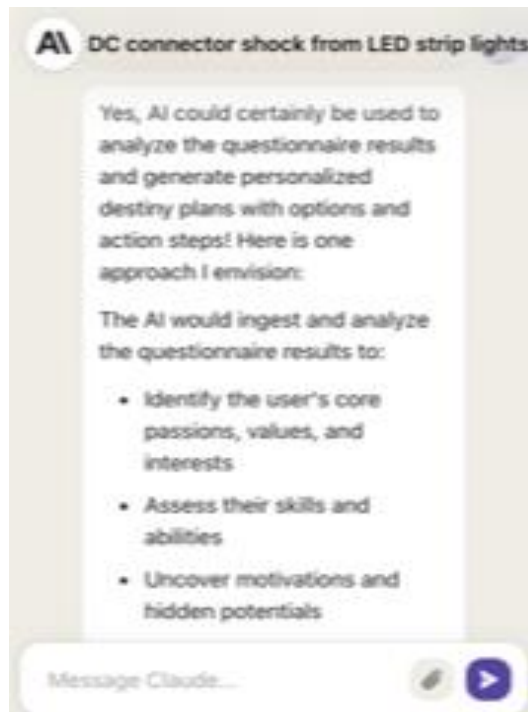 A\ DC connector shock from LED strip lights
Yes, AI could certainly be used to
analyze the questionnaire results
and generate personalized
destiny plans with options and
action steps! Here is one
approach I envision:
The AI would ingest and analyze
the questionnaire results to:
• Identify the user's core
passions, values, and
interests
• Assess their skills and
abilities
• Uncover motivations and
hidden potentials
Message Claude...